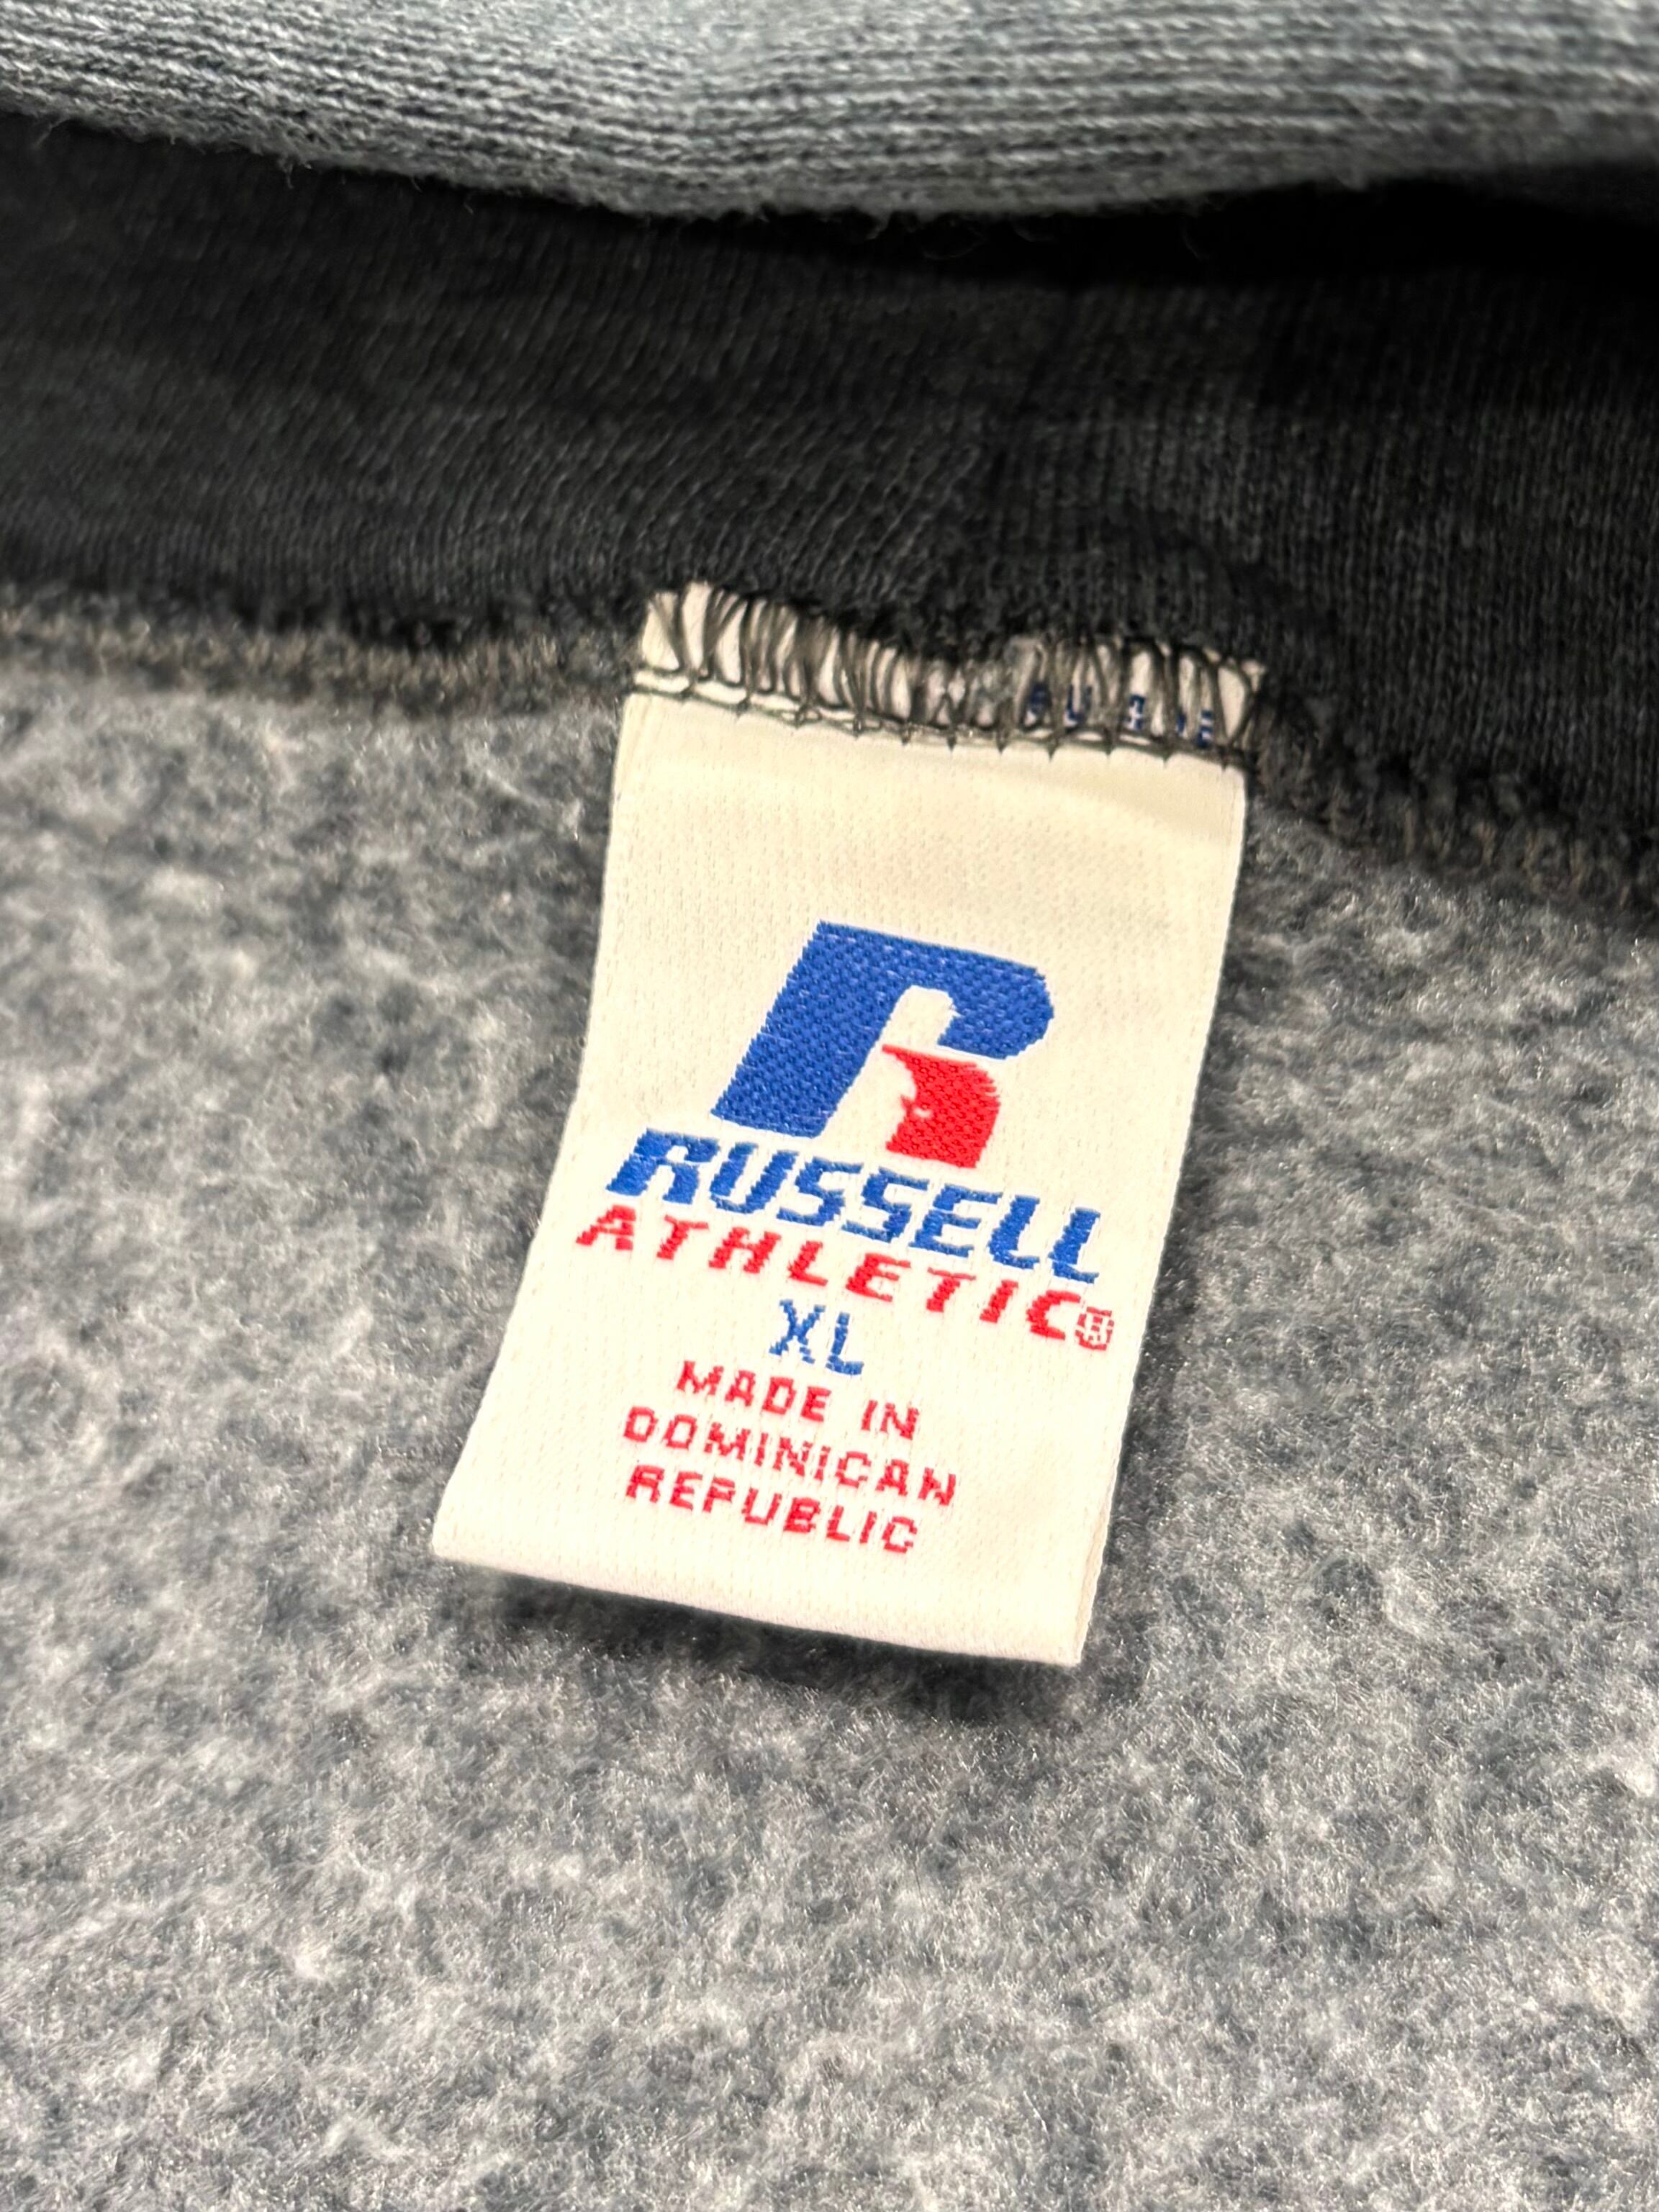 R
RUSSELL
ATHLETIC®
XL
MADE IN
DOMINICAN
REPUBLIC